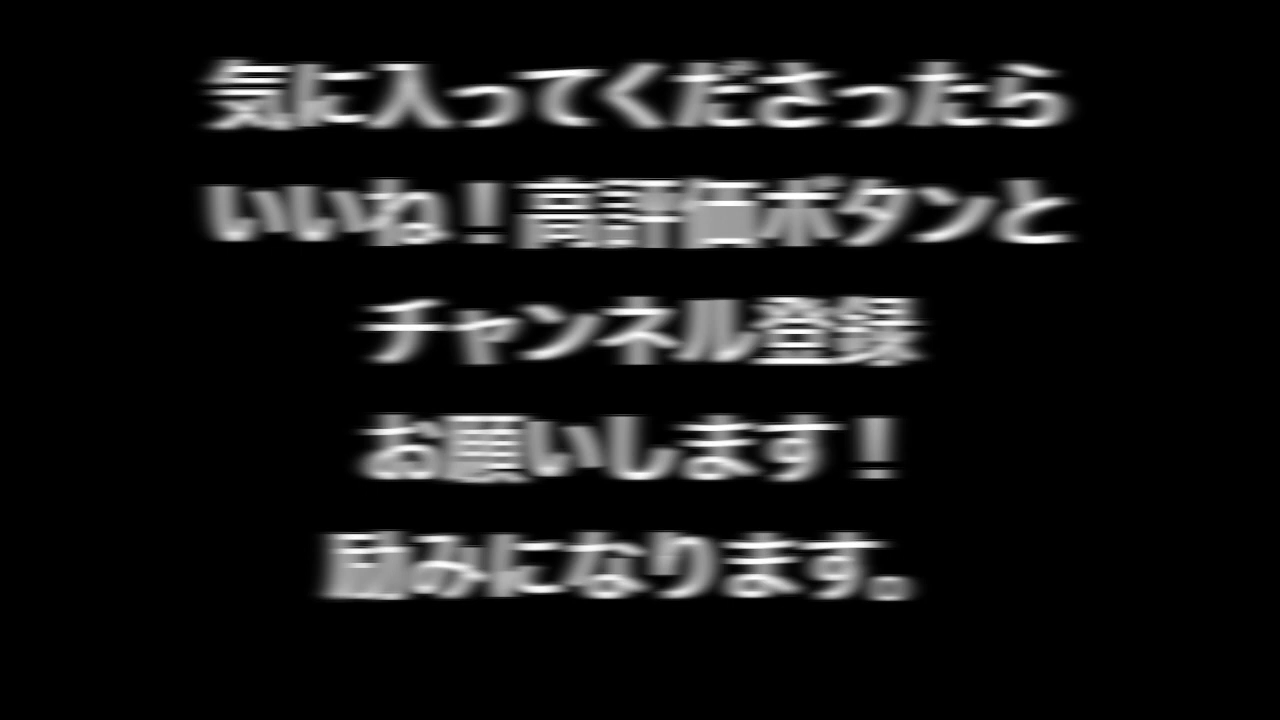 気に入ってくださったら
いいね！高評価ボタンと
チャンネル登録
お願いします！
励みになります。